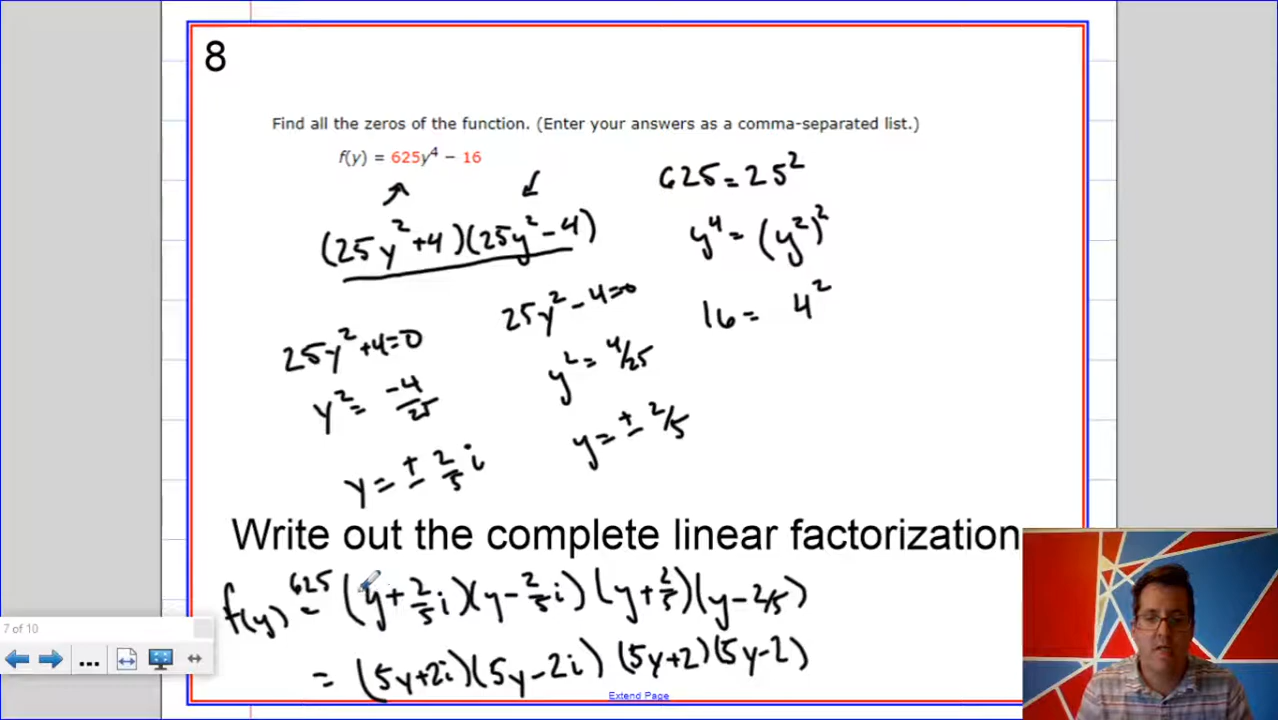 8
Find all the zeros of the function. (Enter your answers as a comma-separated list.)
f(y) = 625y⁴ − 16
625 = 25²
(25y²+4)(25y²-4)
y⁴ = (y²)²
16 = 4²
25y²+4=0
25y²-4=0
y² = -4/25
y² = 4/25
y = ± 2/5 i
y = ± 2/5
Write out the complete linear factorization
f(y) = 625 (y+2/5 i)(y-2/5 i)(y+2/5)(y-2/5)
= (5y+2i)(5y-2i)(5y+2)(5y-2)
7 of 10
Extend Page